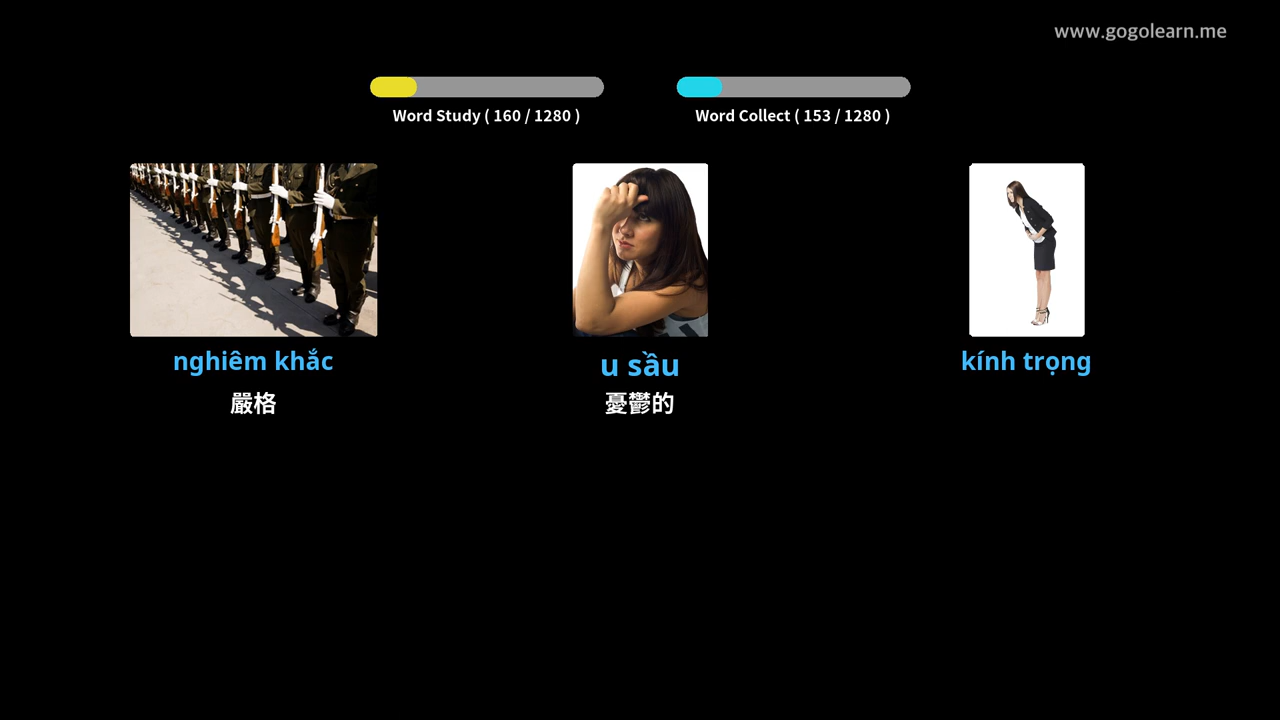 www.gogolearn.me
Word Study ( 160 / 1280 )
Word Collect ( 153 / 1280 )
nghiêm khắc
嚴格
u sầu
憂鬱的
kính trọng